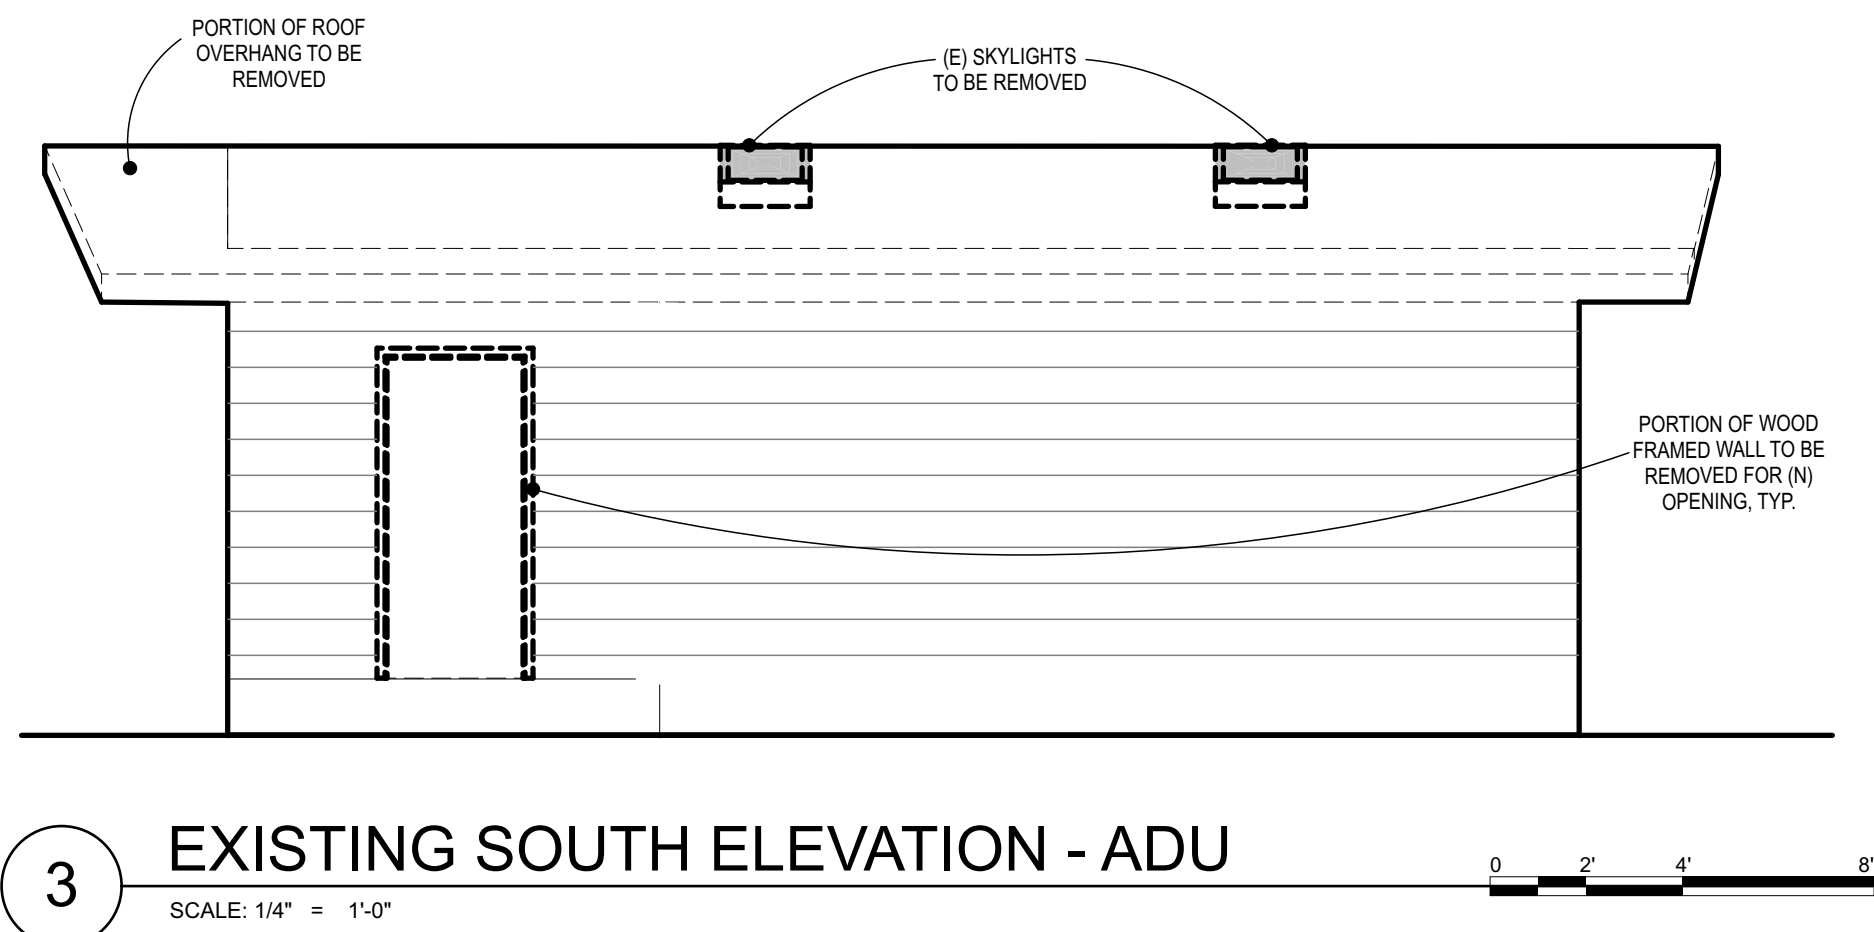 PORTION OF ROOF
OVERHANG TO BE
REMOVED
(E) SKYLIGHTS
TO BE REMOVED
PORTION OF WOOD
FRAMED WALL TO BE
REMOVED FOR (N)
OPENING, TYP.
3
EXISTING SOUTH ELEVATION - ADU
SCALE: 1/4" = 1'-0"
0 2' 4' 8'